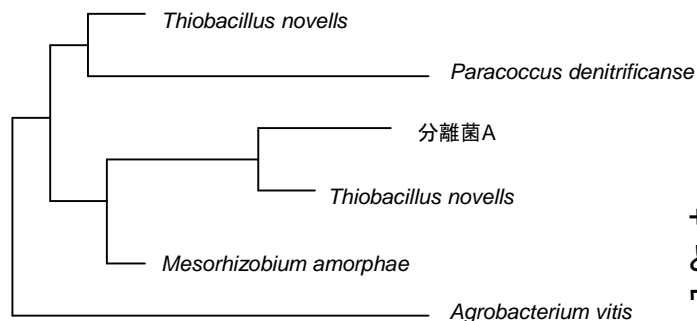 Thiobacillus novells
Paracoccus denitrificanse
分離菌A
Thiobacillus novells
Mesorhizobium amorphae
Agrobacterium vitis